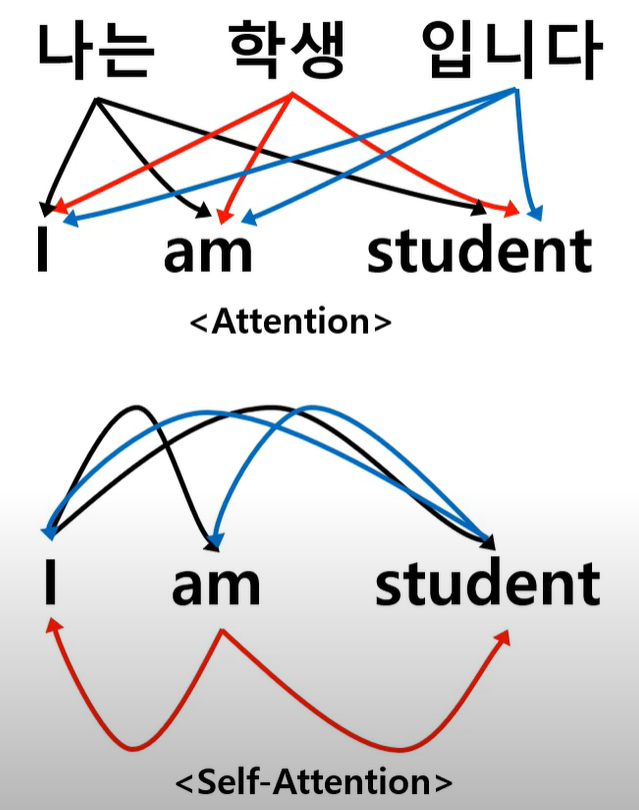 나는 학생 입니다
I am student
<Attention>
I am student
<Self-Attention>